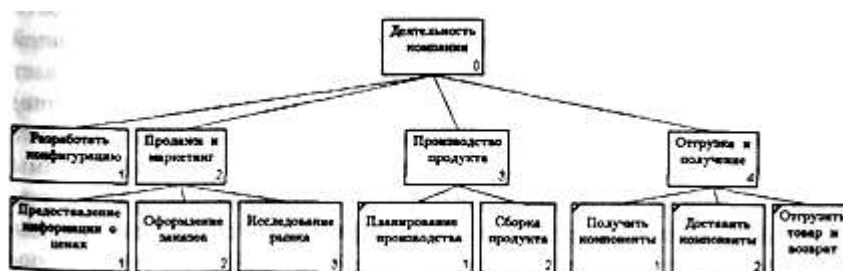 Деятельность
компании
0
Разработать
конфигурацию
1
Продажи и
маркетинг
2
Производство
продукта
3
Отгрузка и
получение
4
Предоставление
информации о
ценах
1
Оформление
заказов
2
Исследование
рынка
3
Планирование
производства
1
Сборка
продукта
2
Получить
компоненты
1
Доставить
компоненты
2
Отгрузить
товар и
возврат